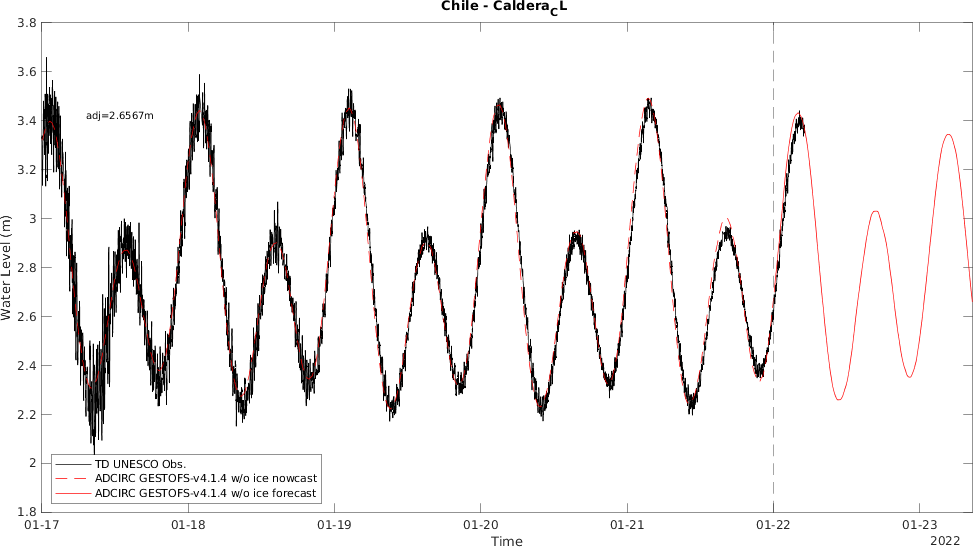 Chile - Caldera_CL
adj=2.6567m
3.8
3.6
3.4
3.2
3
2.8
2.6
2.4
2.2
2
1.8
Water Level (m)
TD UNESCO Obs.
ADCIRC GESTOFS-v4.1.4 w/o ice nowcast
ADCIRC GESTOFS-v4.1.4 w/o ice forecast
01-17 01-18 01-19 01-20 01-21 01-22 01-23
Time
2022